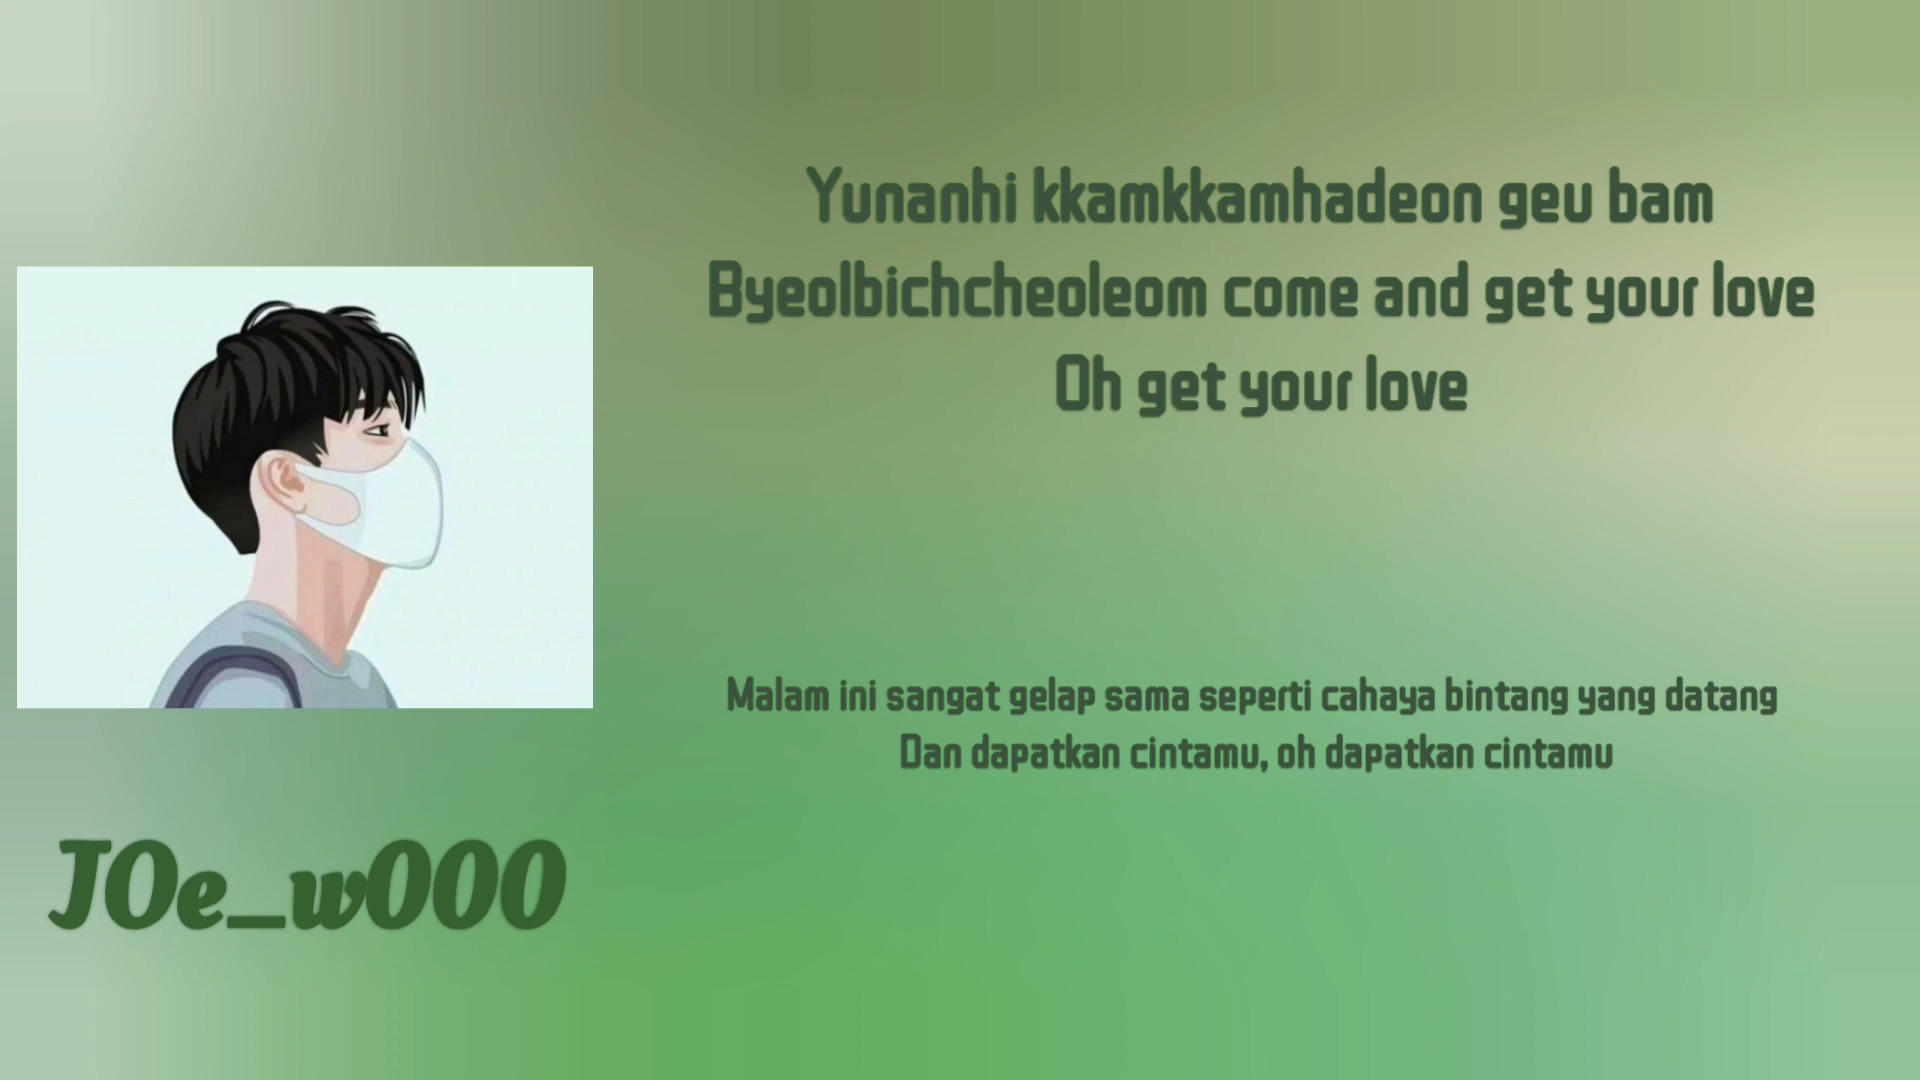 Yunanhi kkamkkamhadeon geu bam
Byeolbichcheoleom come and get your love
Oh get your love
Malam ini sangat gelap sama seperti cahaya bintang yang datang
Dan dapatkan cintamu, oh dapatkan cintamu
JOe_w000